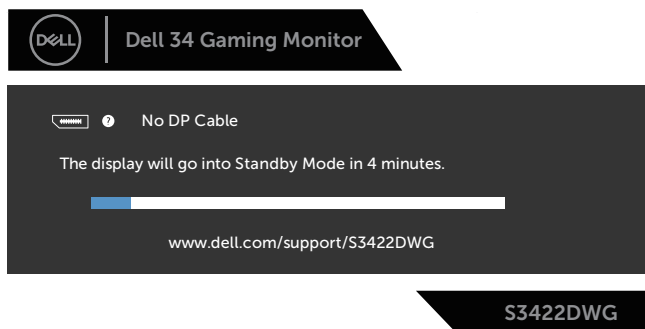 DELL
Dell 34 Gaming Monitor
? No DP Cable
The display will go into Standby Mode in 4 minutes.
www.dell.com/support/S3422DWG
S3422DWG